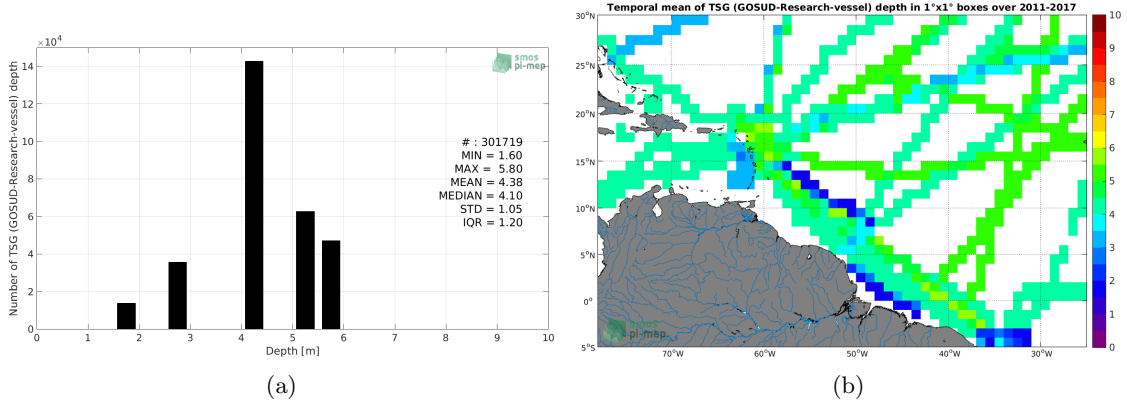 ×10⁴
14
12
10
8
6
4
2
0
Number of TSG (GOSUD-Research-vessel) depth
smos
pi-mep
# : 301719
MIN = 1.60
MAX = 5.80
MEAN = 4.38
MEDIAN = 4.10
STD = 1.05
IQR = 1.20
0 1 2 3 4 5 6 7 8 9 10
Depth [m]
(a)
Temporal mean of TSG (GOSUD-Research-vessel) depth in 1°x1° boxes over 2011-2017
30°N
25°N
20°N
15°N
10°N
5°N
0°
5°S
70°W 60°W 50°W 40°W 30°W
smos
pi-mep
10
9
8
7
6
5
4
3
2
1
0
(b)